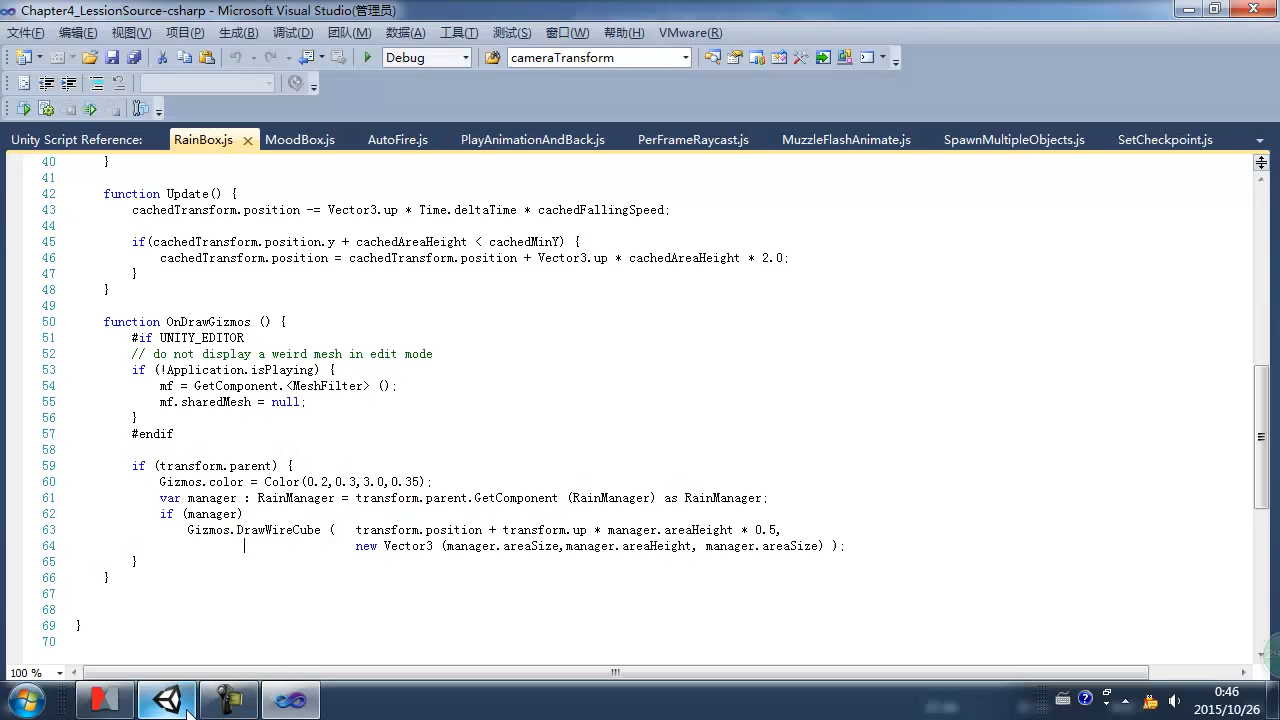 Chapter4_LessionSource-csharp - Microsoft Visual Studio(管理员)
文件(F) 编辑(E) 视图(V) 项目(P) 生成(B) 调试(D) 团队(M) 数据(A) 工具(T) 测试(S) 窗口(W) 帮助(H) VMware(R)
Debug cameraTransform
Unity Script Reference: RainBox.js MoodBox.js AutoFire.js PlayAnimationAndBack.js PerFrameRaycast.js MuzzleFlashAnimate.js SpawnMultipleObjects.js SetCheckpoint.js
40 }
41
42 function Update() {
43 cachedTransform.position -= Vector3.up * Time.deltaTime * cachedFallingSpeed;
44
45 if(cachedTransform.position.y + cachedAreaHeight < cachedMinY) {
46 cachedTransform.position = cachedTransform.position + Vector3.up * cachedAreaHeight * 2.0;
47 }
48 }
49
50 function OnDrawGizmos () {
51 #if UNITY_EDITOR
52 // do not display a weird mesh in edit mode
53 if (!Application.isPlaying) {
54 mf = GetComponent.<MeshFilter> ();
55 mf.sharedMesh = null;
56 }
57 #endif
58
59 if (transform.parent) {
60 Gizmos.color = Color(0.2,0.3,3.0,0.35);
61 var manager : RainManager = transform.parent.GetComponent (RainManager) as RainManager;
62 if (manager)
63 Gizmos.DrawWireCube ( transform.position + transform.up * manager.areaHeight * 0.5,
64 new Vector3 (manager.areaSize,manager.areaHeight, manager.areaSize) );
65 }
66 }
67
68
69 }
70
100 %
0:46
2015/10/26